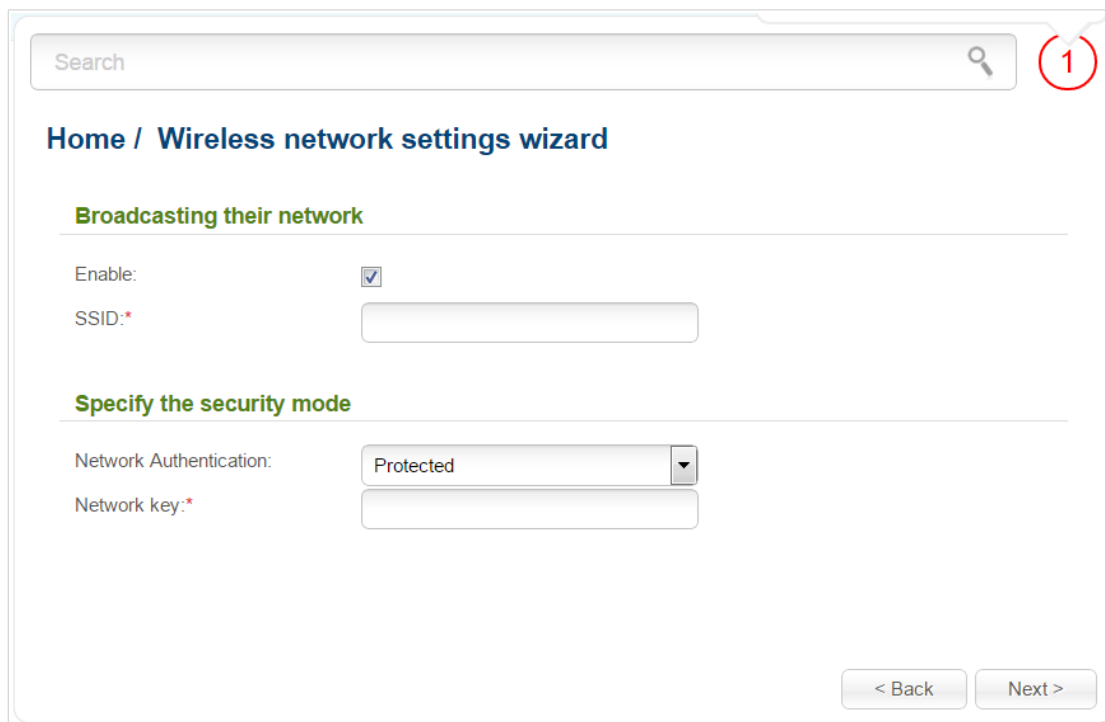 Search
1
Home / Wireless network settings wizard
Broadcasting their network
Enable:
SSID:*
Specify the security mode
Network Authentication: Protected
Network key:*
< Back Next >